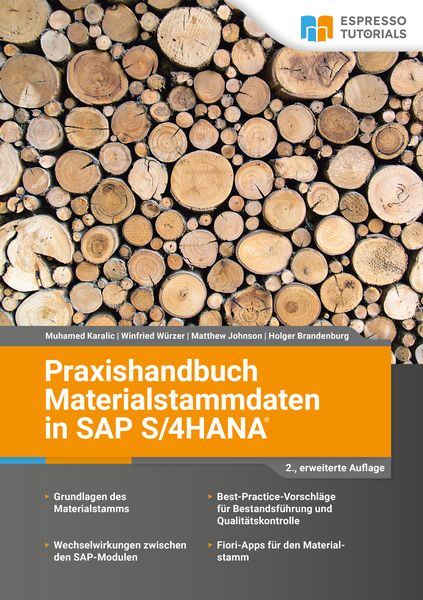 ESPRESSO
TUTORIALS
Muhamed Karalic | Winfried Würzer | Matthew Johnson | Holger Brandenburg
Praxishandbuch
Materialstammdaten
in SAP S/4HANA®
2., erweiterte Auflage
Grundlagen des
Materialstamms
Wechselwirkungen zwischen
den SAP-Modulen
Best-Practice-Vorschläge
für Bestandsführung und
Qualitätskontrolle
Fiori-Apps für den Material-
stamm